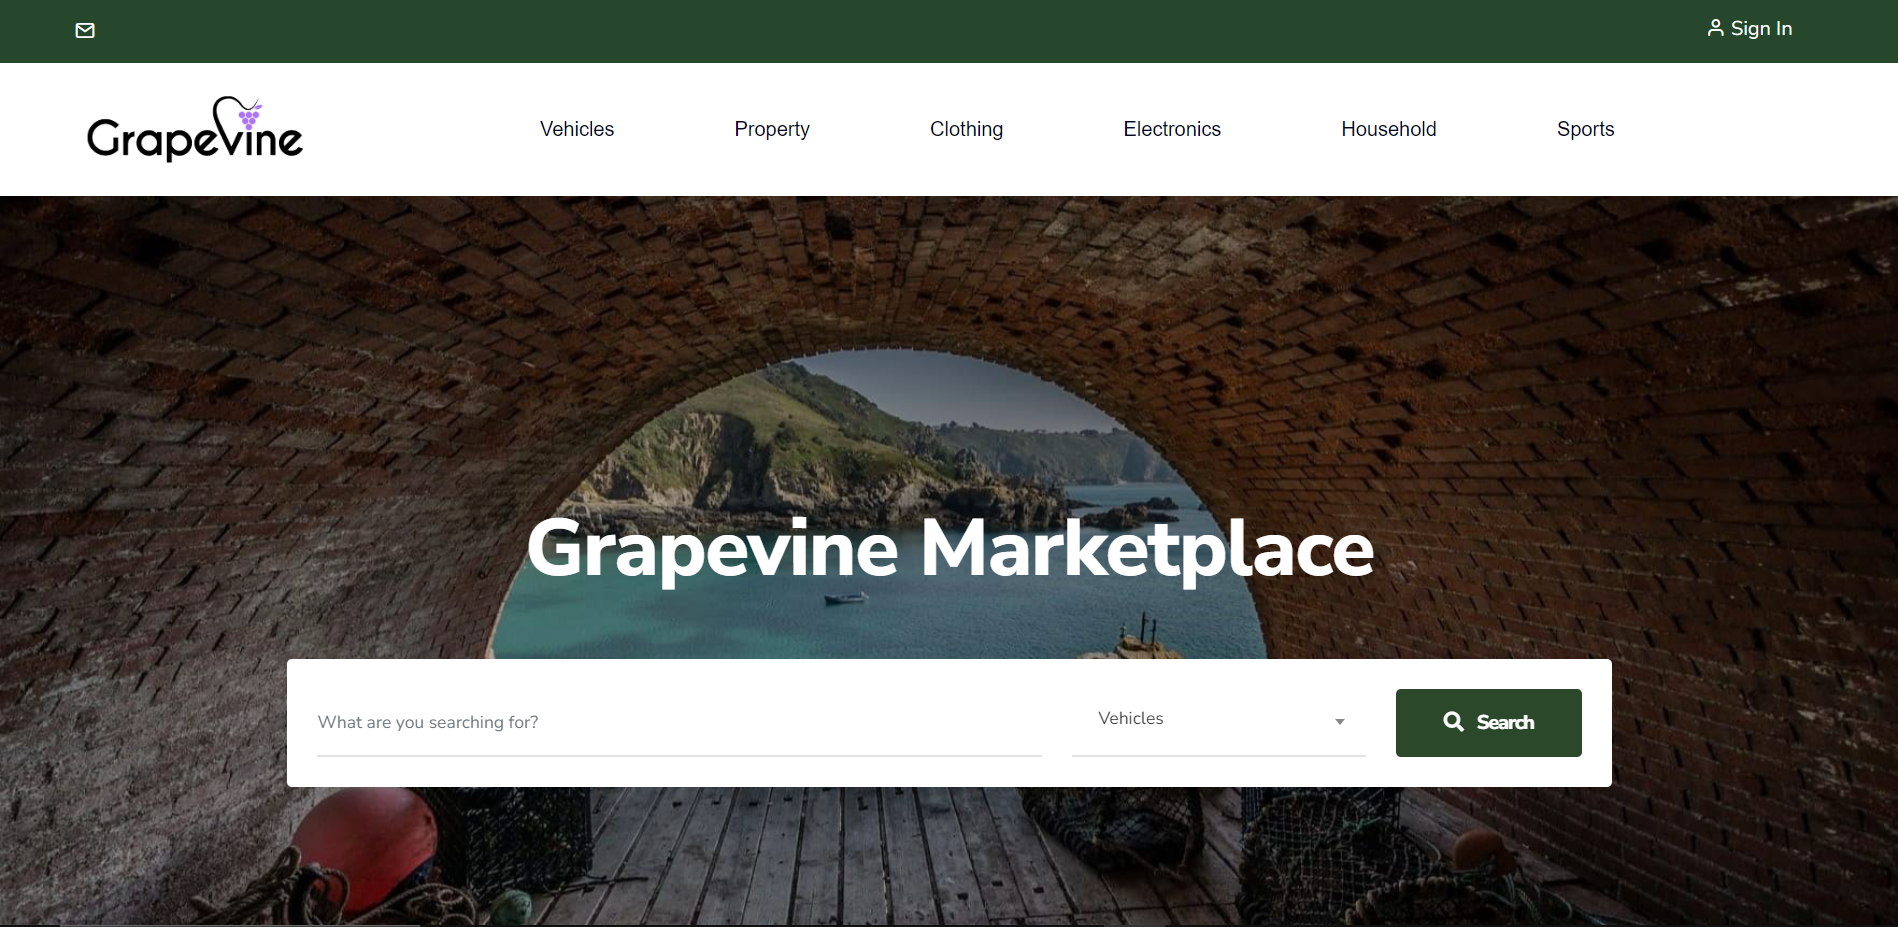 Sign In
Grapevine
Vehicles Property Clothing Electronics Household Sports
Grapevine Marketplace
What are you searching for? Vehicles Search